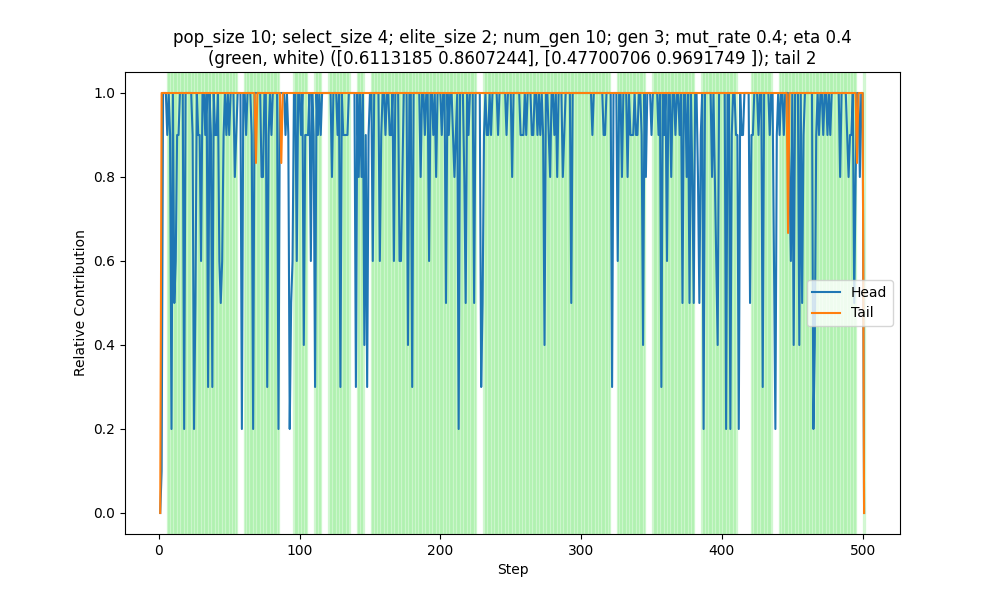 pop_size 10; select_size 4; elite_size 2; num_gen 10; gen 3; mut_rate 0.4; eta 0.4
(green, white) ([0.6113185 0.8607244], [0.47700706 0.9691749 ]); tail 2
1.0
0.8
0.6
0.4
0.2
0.0
Relative Contribution
Head
Tail
0
100
200
300
400
500
Step